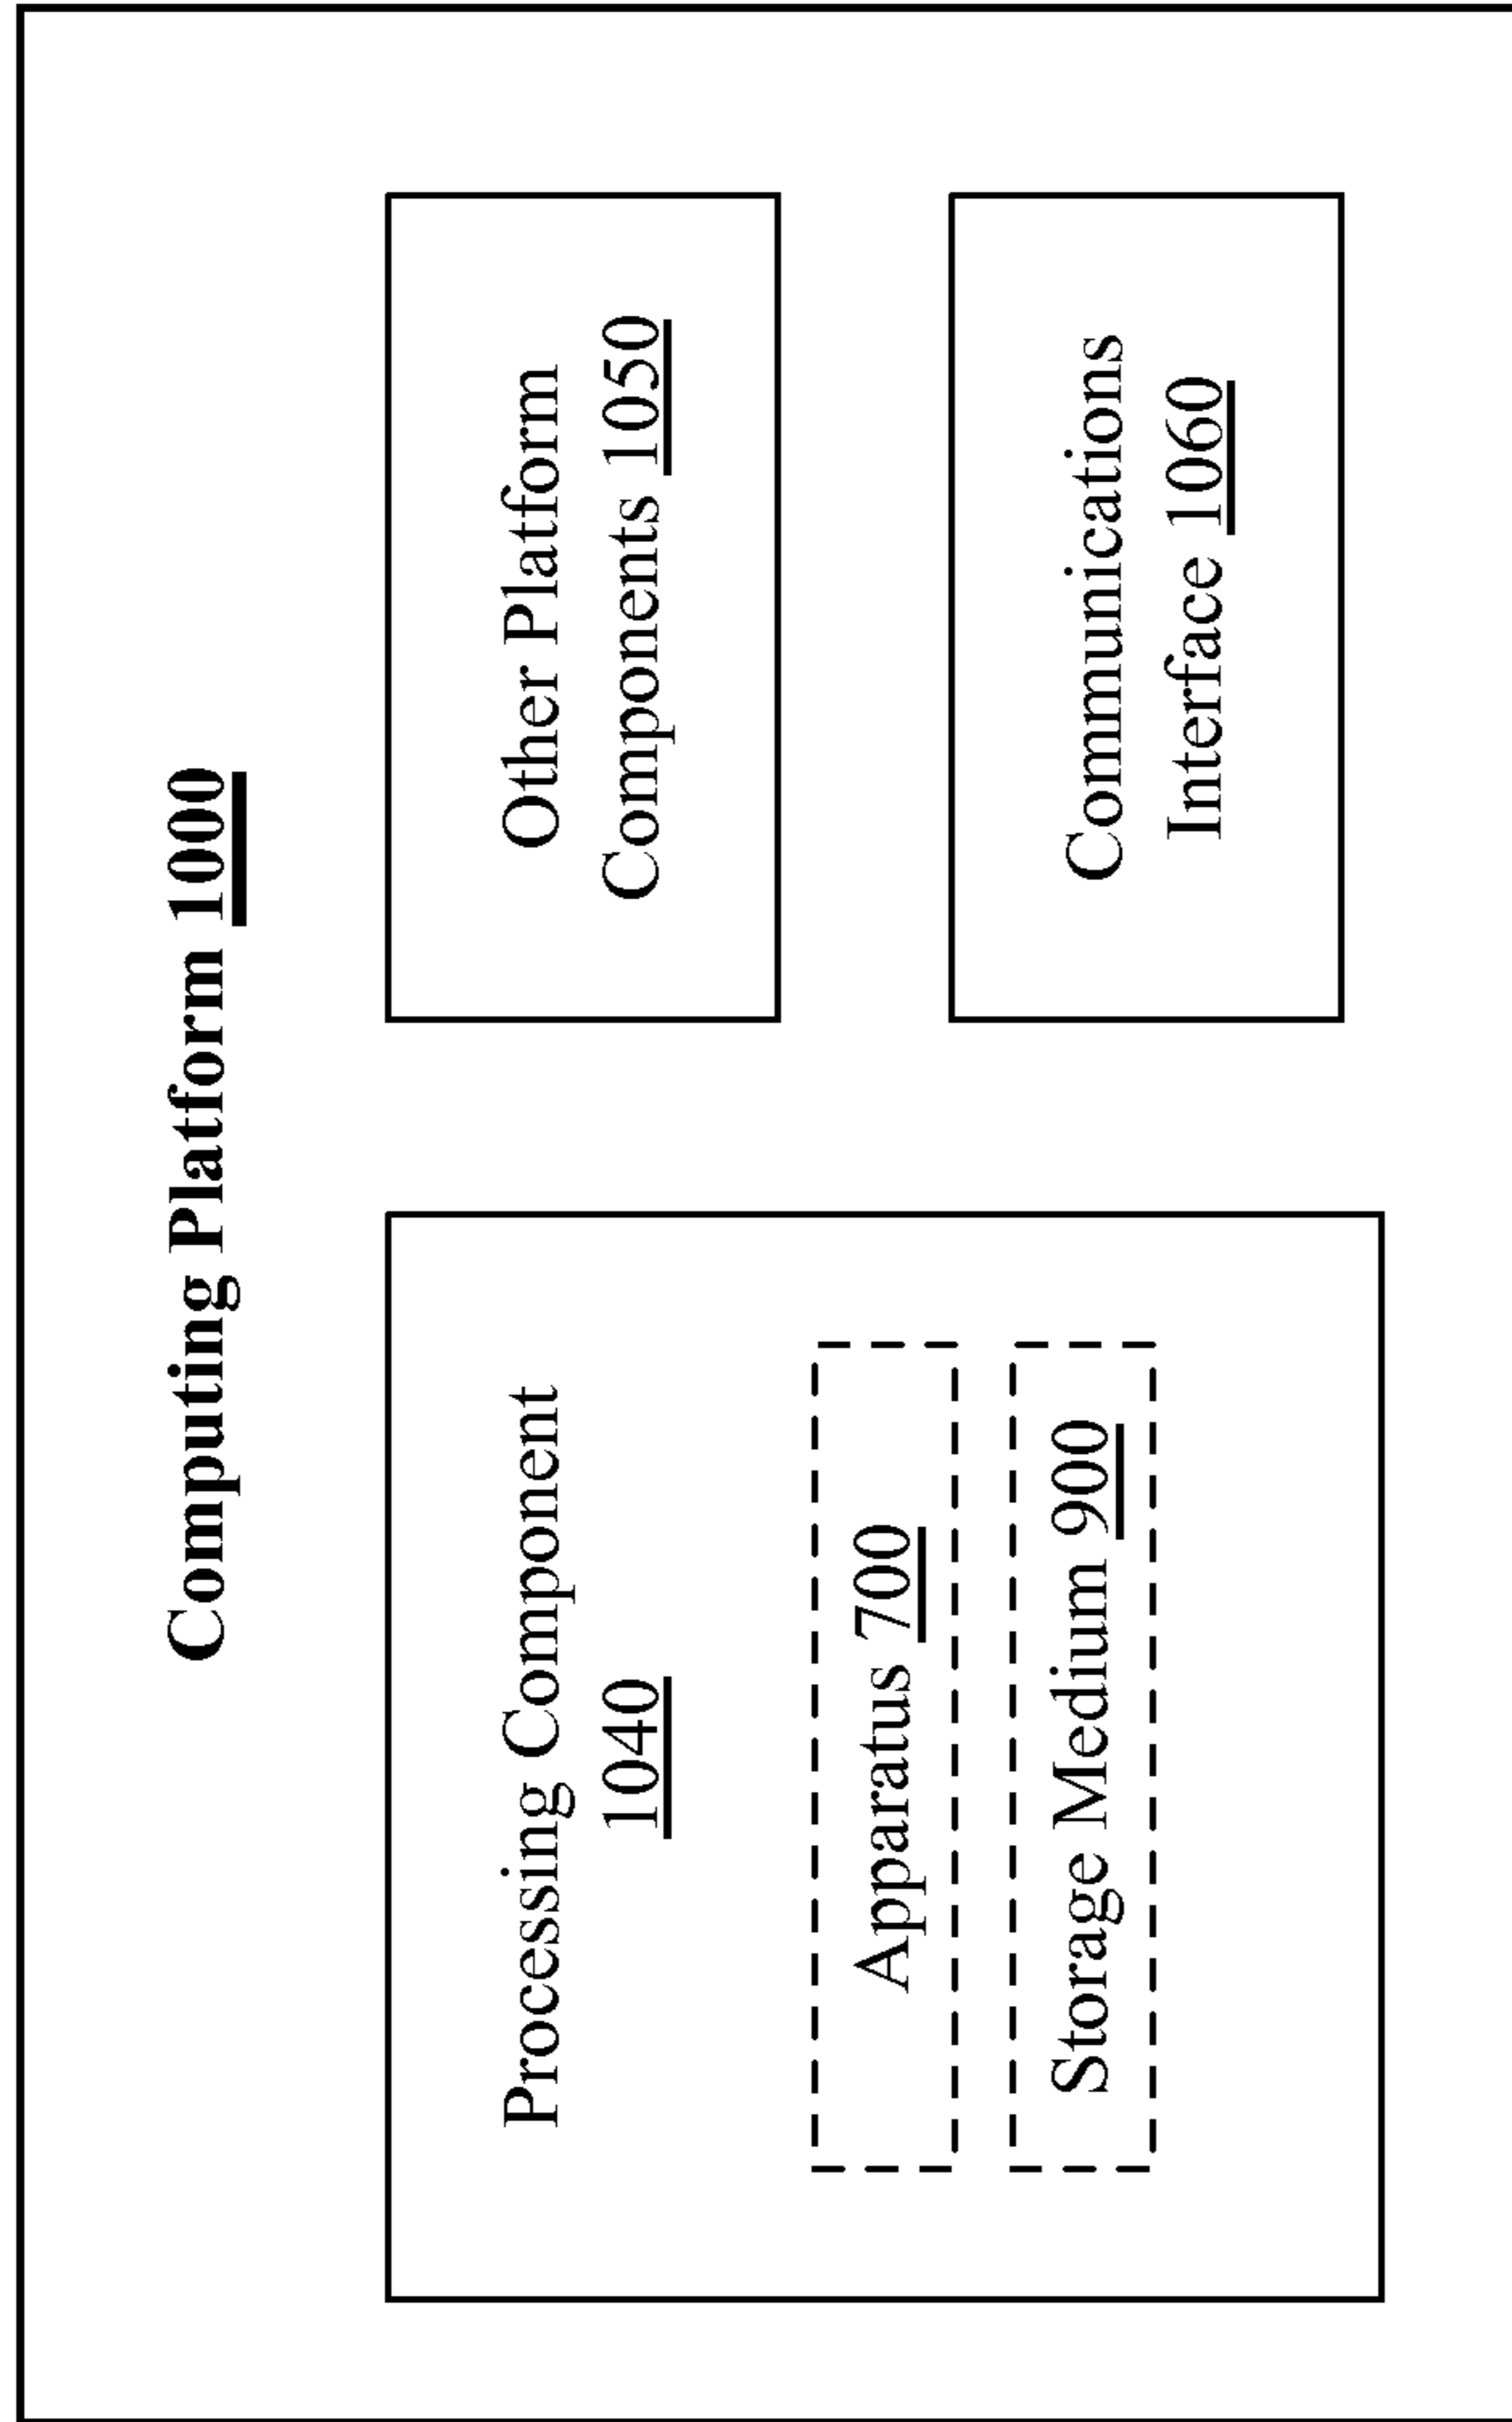 Computing Platform 1000
Processing Component
1040
Apparatus 700
Storage Medium 900
Other Platform
Components 1050
Communications
Interface 1060